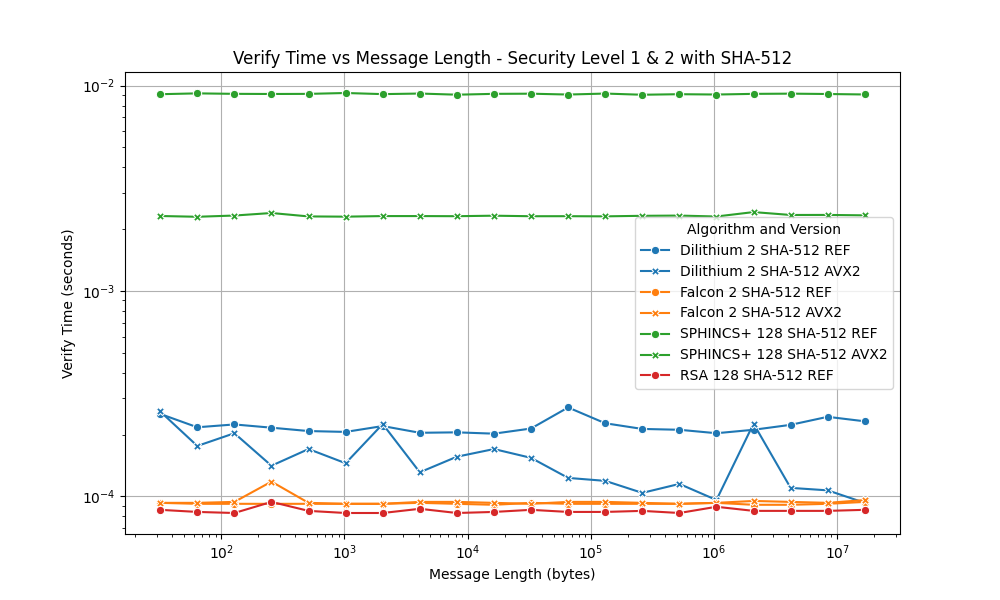 Verify Time vs Message Length - Security Level 1 & 2 with SHA-512
10⁻²
10⁻³
10⁻⁴
Verify Time (seconds)
Algorithm and Version
Dilithium 2 SHA-512 REF
Dilithium 2 SHA-512 AVX2
Falcon 2 SHA-512 REF
Falcon 2 SHA-512 AVX2
SPHINCS+ 128 SHA-512 REF
SPHINCS+ 128 SHA-512 AVX2
RSA 128 SHA-512 REF
10² 10³ 10⁴ 10⁵ 10⁶ 10⁷
Message Length (bytes)